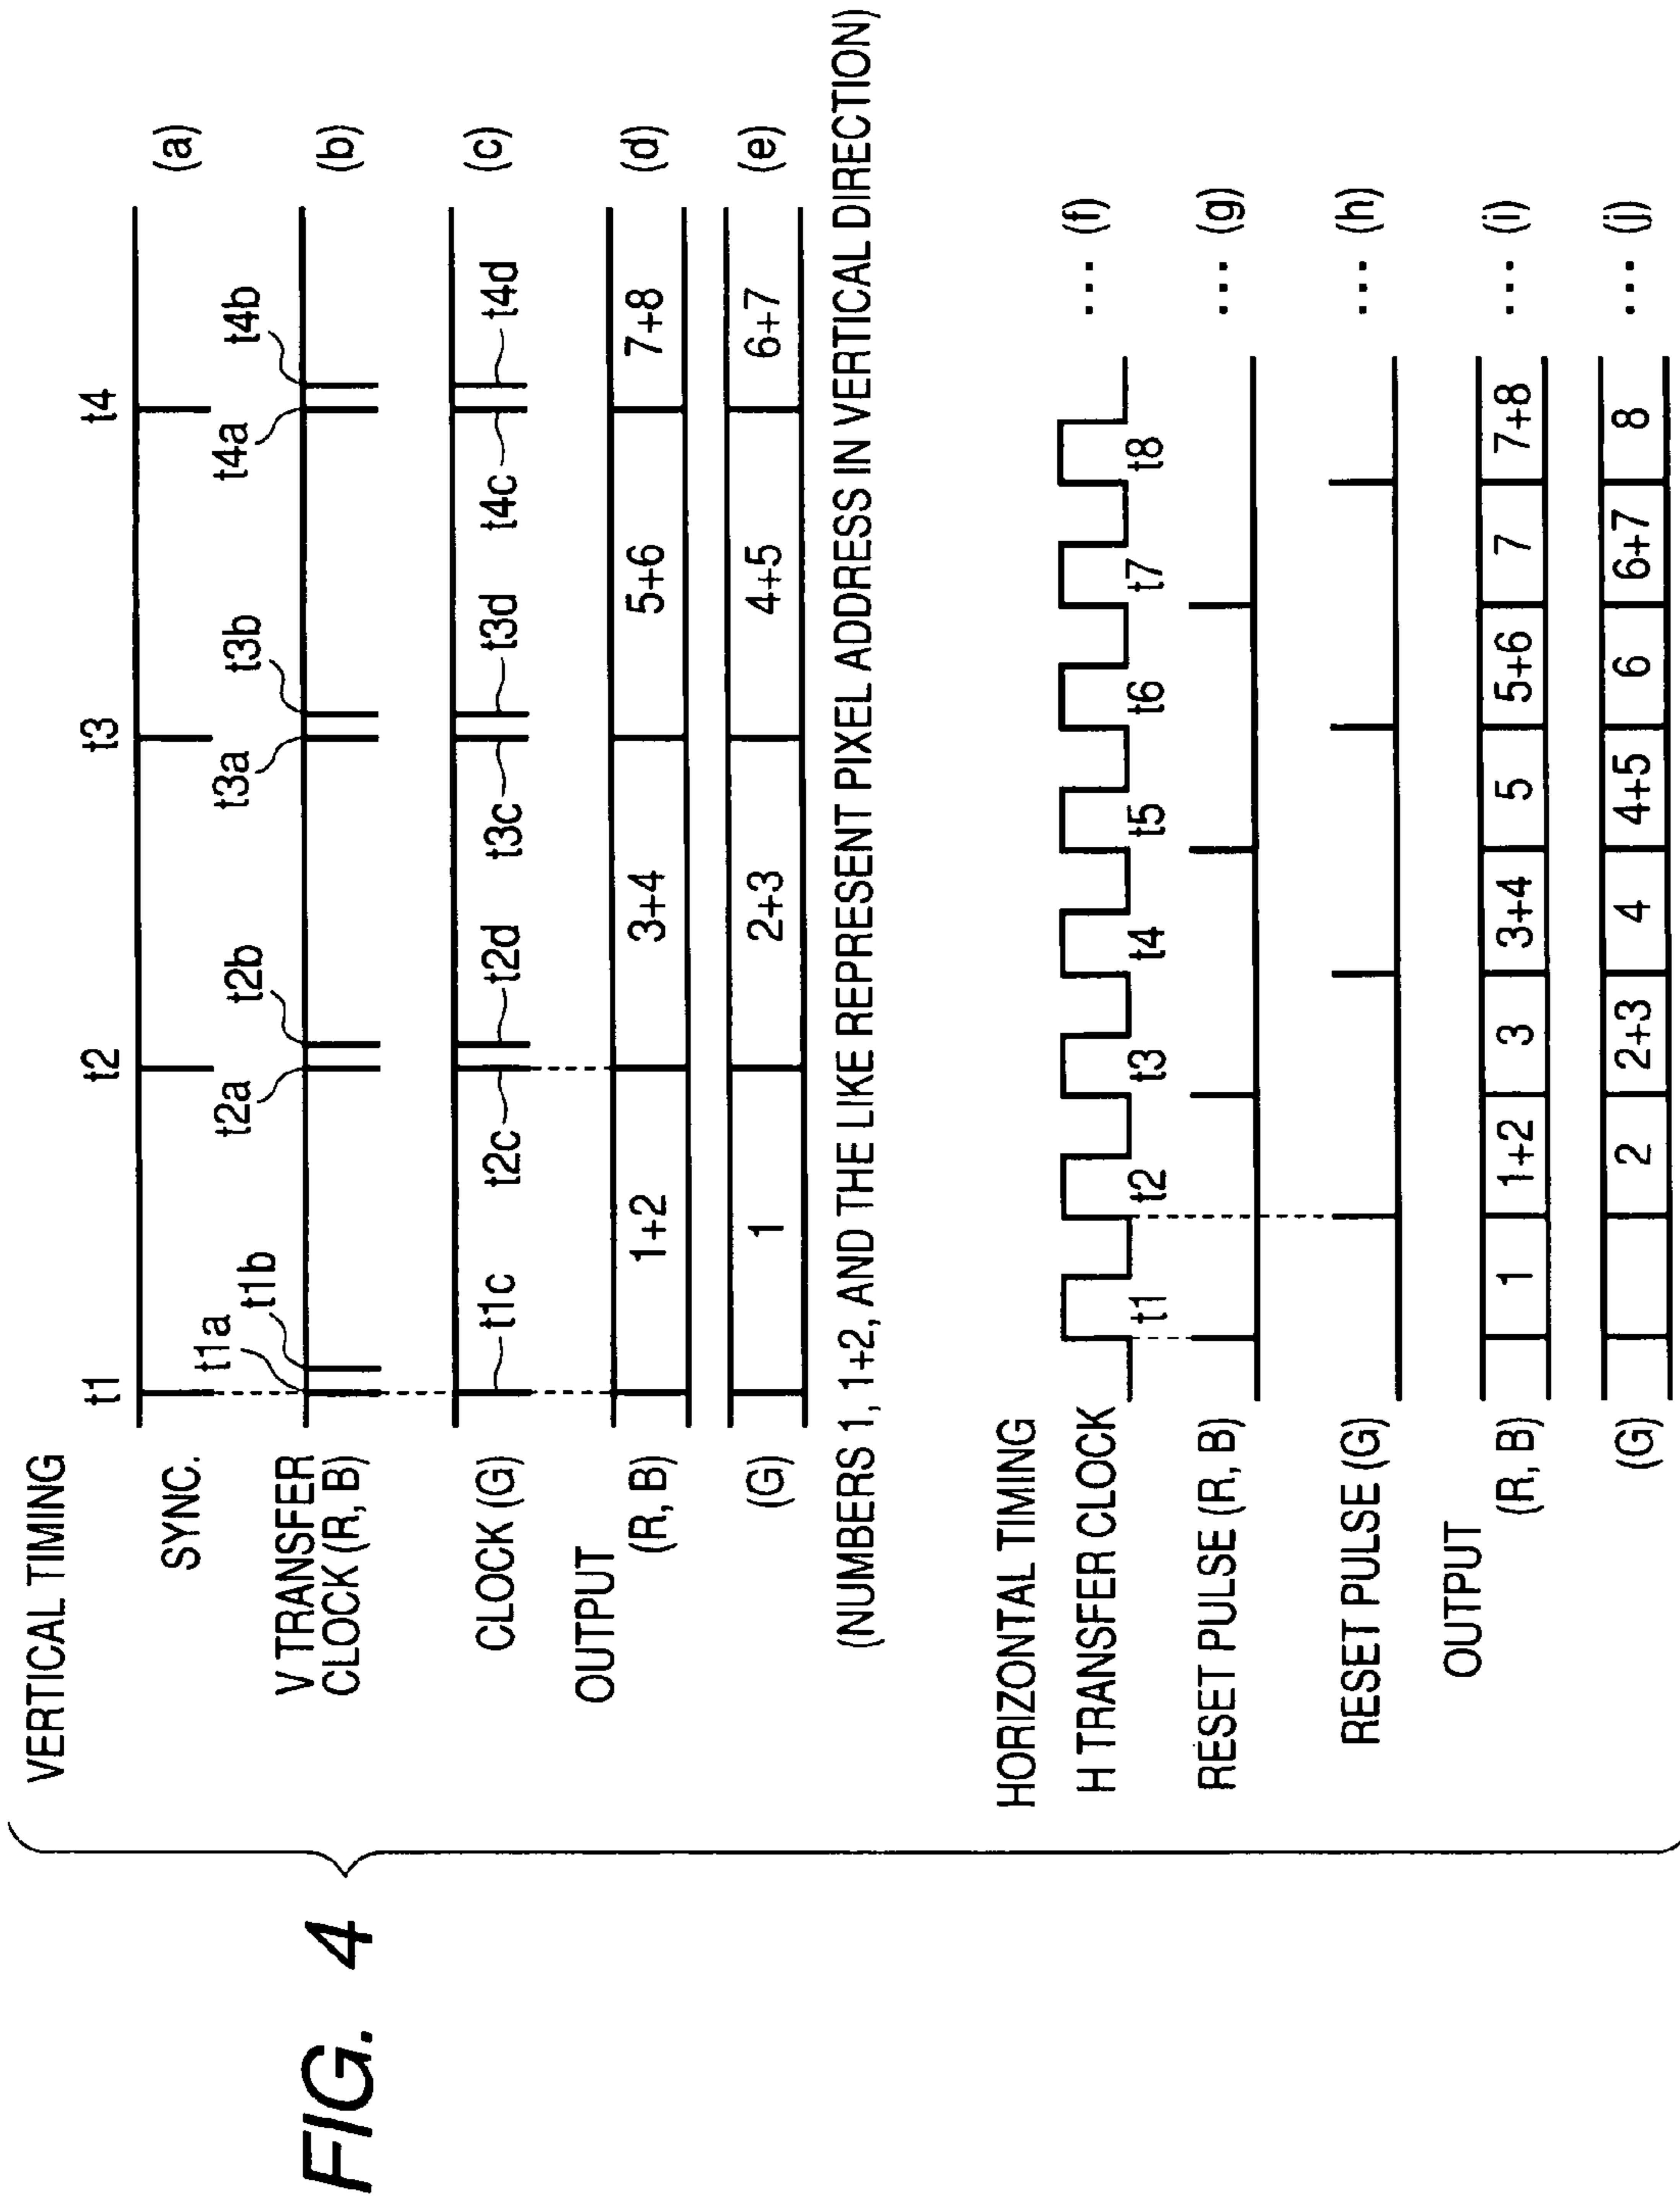 FIG. 4
VERTICAL TIMING
t1 t2 t3 t4
SYNC. (a)
t1a t1b t2a t2b t3a t3b t4a t4b
V TRANSFER
CLOCK (R, B) (b)
CLOCK (G) t1c t2c t2d t3c t3d t4c t4d (c)
OUTPUT
(R, B) 1+2 3+4 5+6 7+8 (d)
(G) 1 2+3 4+5 6+7 (e)
(NUMBERS 1, 1+2, AND THE LIKE REPRESENT PIXEL ADDRESS IN VERTICAL DIRECTION)
HORIZONTAL TIMING
H TRANSFER CLOCK ... (f)
t1 t2 t3 t4 t5 t6 t7 t8
RESET PULSE (R, B) ... (g)
RESET PULSE (G) ... (h)
OUTPUT
(R, B) 1 1+2 3 3+4 5 5+6 7 7+8 ... (i)
(G) 2 2+3 4 4+5 6 6+7 8 ... (j)